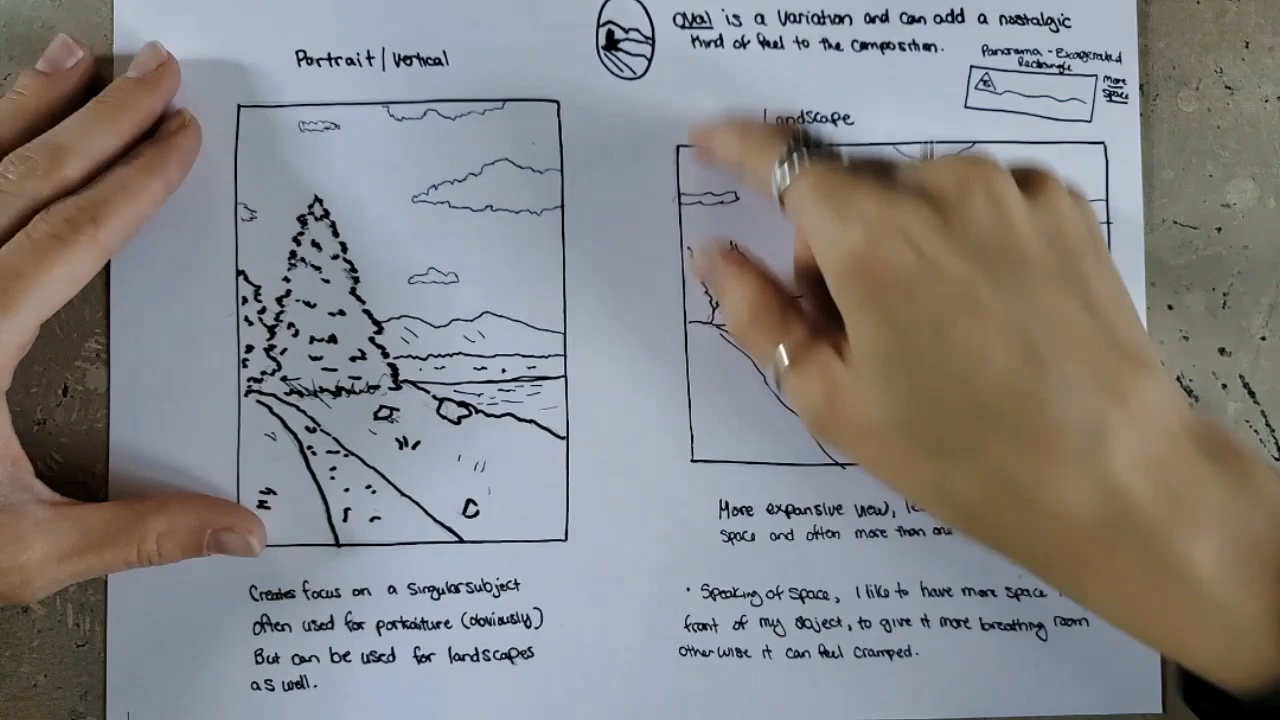 Portrait/Vertical
Oval is a variation and can add a nostalgic
kind of feel to the composition.
Panorama - Exagerated
Rectangle
More
space
Landscape
Creates focus on a singular subject
often used for portraiture (obviously)
But can be used for landscapes
as well.
More expansive view,
space and often more than
• Speaking of space, I like to have more space
front of my object, to give it more breathing room
otherwise it can feel cramped.